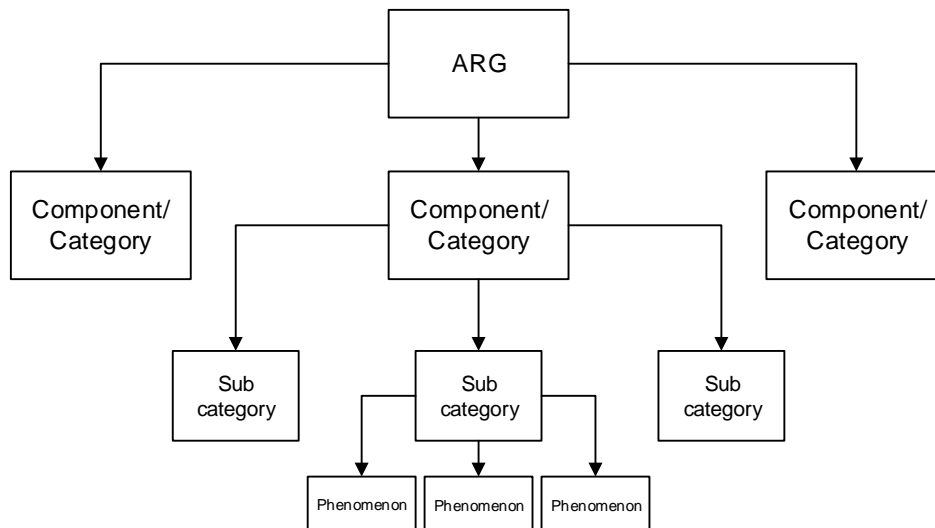 ARG
Component/
Category
Component/
Category
Component/
Category
Sub
category
Sub
category
Sub
category
Phenomenon
Phenomenon
Phenomenon